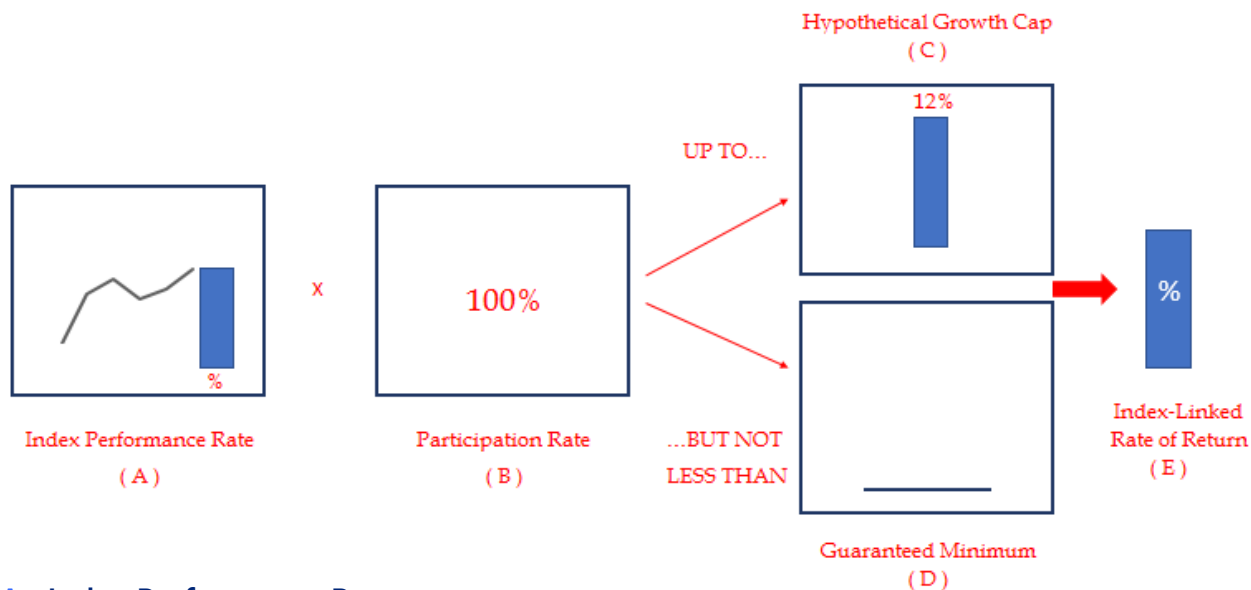 Hypothetical Growth Cap
( C )
12%
UP TO...
%
x
100%
%
Index Performance Rate
( A )
Participation Rate
( B )
...BUT NOT
LESS THAN
Index-Linked
Rate of Return
( E )
Guaranteed Minimum
( D )